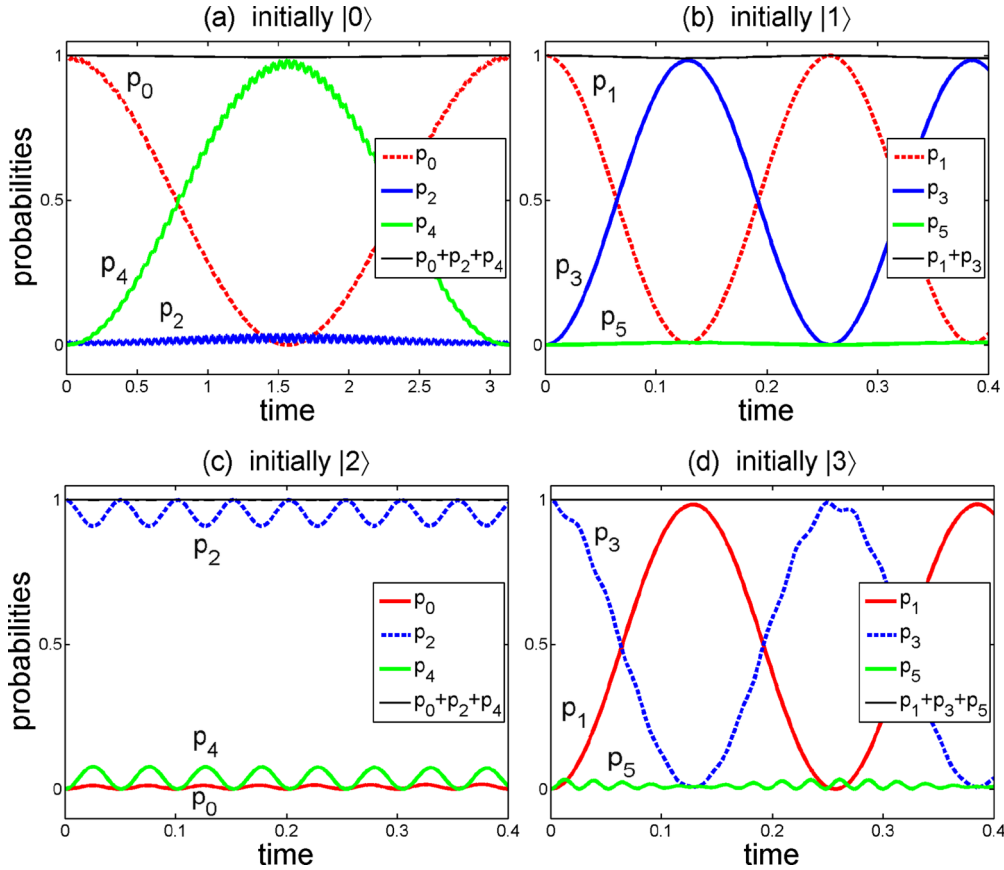 (a) initially |0⟩
probabilities
1
0.5
0
p0
p4
p2
p0
p2
p4
p0+p2+p4
0 0.5 1 1.5 2 2.5 3
time
(b) initially |1⟩
1
0.5
0
p1
p3
p5
p1
p3
p5
p1+p3
0 0.1 0.2 0.3 0.4
time
(c) initially |2⟩
probabilities
1
0.5
0
p2
p4
p0
p0
p2
p4
p0+p2+p4
0 0.1 0.2 0.3 0.4
time
(d) initially |3⟩
1
0.5
0
p3
p1
p5
p1
p3
p5
p1+p3+p5
0 0.1 0.2 0.3 0.4
time